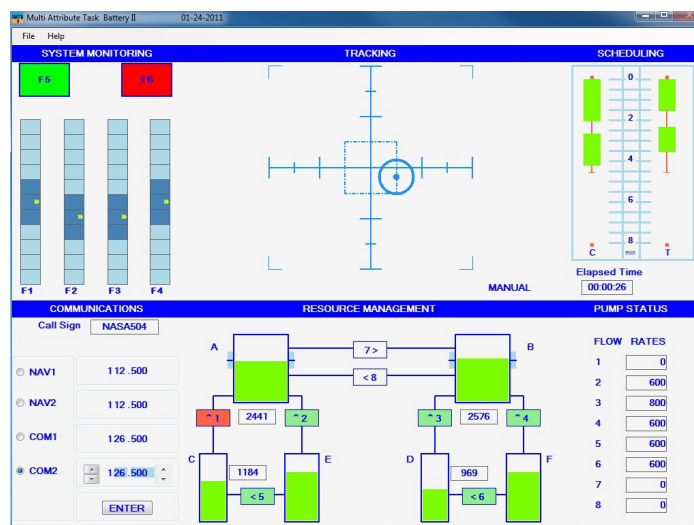 Multi Attribute Task Battery II 01-24-2011
File Help
SYSTEM MONITORING TRACKING SCHEDULING
F5 F6
0
2
4
6
8
C min T
» » » »
F1 F2 F3 F4
MANUAL
Elapsed Time
00:00:26
COMMUNICATIONS RESOURCE MANAGEMENT PUMP STATUS
Call Sign NASA504
NAV1 112.500
NAV2 112.500
COM1 126.500
COM2 126.500
ENTER
A 7 > B
< 8
^ 1 2441 ^ 2 ^ 3 2576 ^ 4
C 1184 E D 969 F
< 5 < 6
FLOW RATES
1 0
2 600
3 800
4 600
5 600
6 600
7 0
8 0